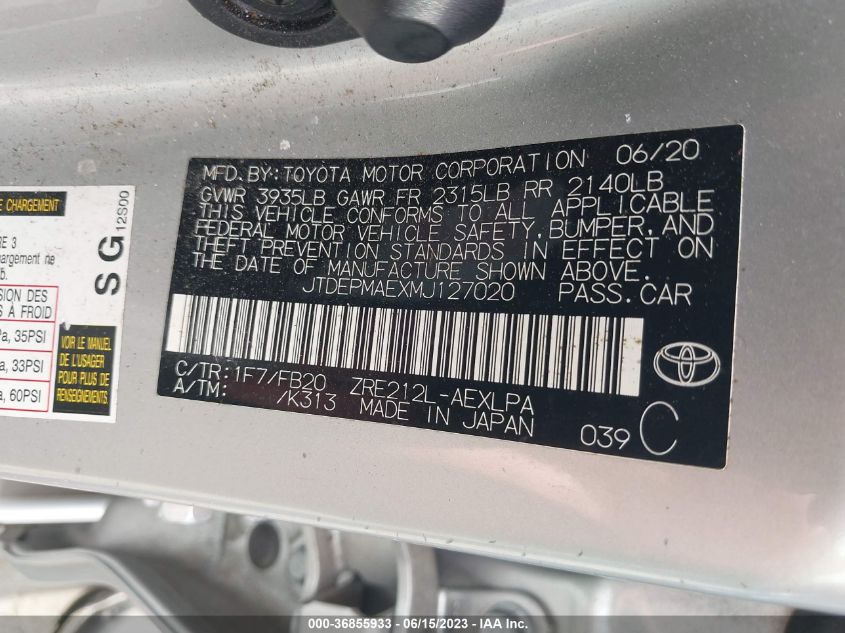 MFD. BY: TOYOTA MOTOR CORPORATION 06/20
GVWR 3935LB GAWR FR 2315LB RR 2140LB
THIS VEHICLE CONFORMS TO ALL APPLICABLE
FEDERAL MOTOR VEHICLE SAFETY, BUMPER, AND
THEFT PREVENTION STANDARDS IN EFFECT ON
THE DATE OF MANUFACTURE SHOWN ABOVE.
JTDEPMAEXMJ127020 PASS. CAR
C/TR: 1F7/FB20 ZRE212L-AEXLPA
A/TM: /K313 MADE IN JAPAN
039 C
E CHARGEMENT
SG
12S00
RE 3
hargement ne
b.
SION DES
S À FROID
Pa, 35PSI
a, 33PSI
a, 60PSI
VOIR LE MANUEL
DE L'USAGER
POUR PLUS DE
RENSEIGNEMENTS
000-36855933 - 06/15/2023 - IAA Inc.